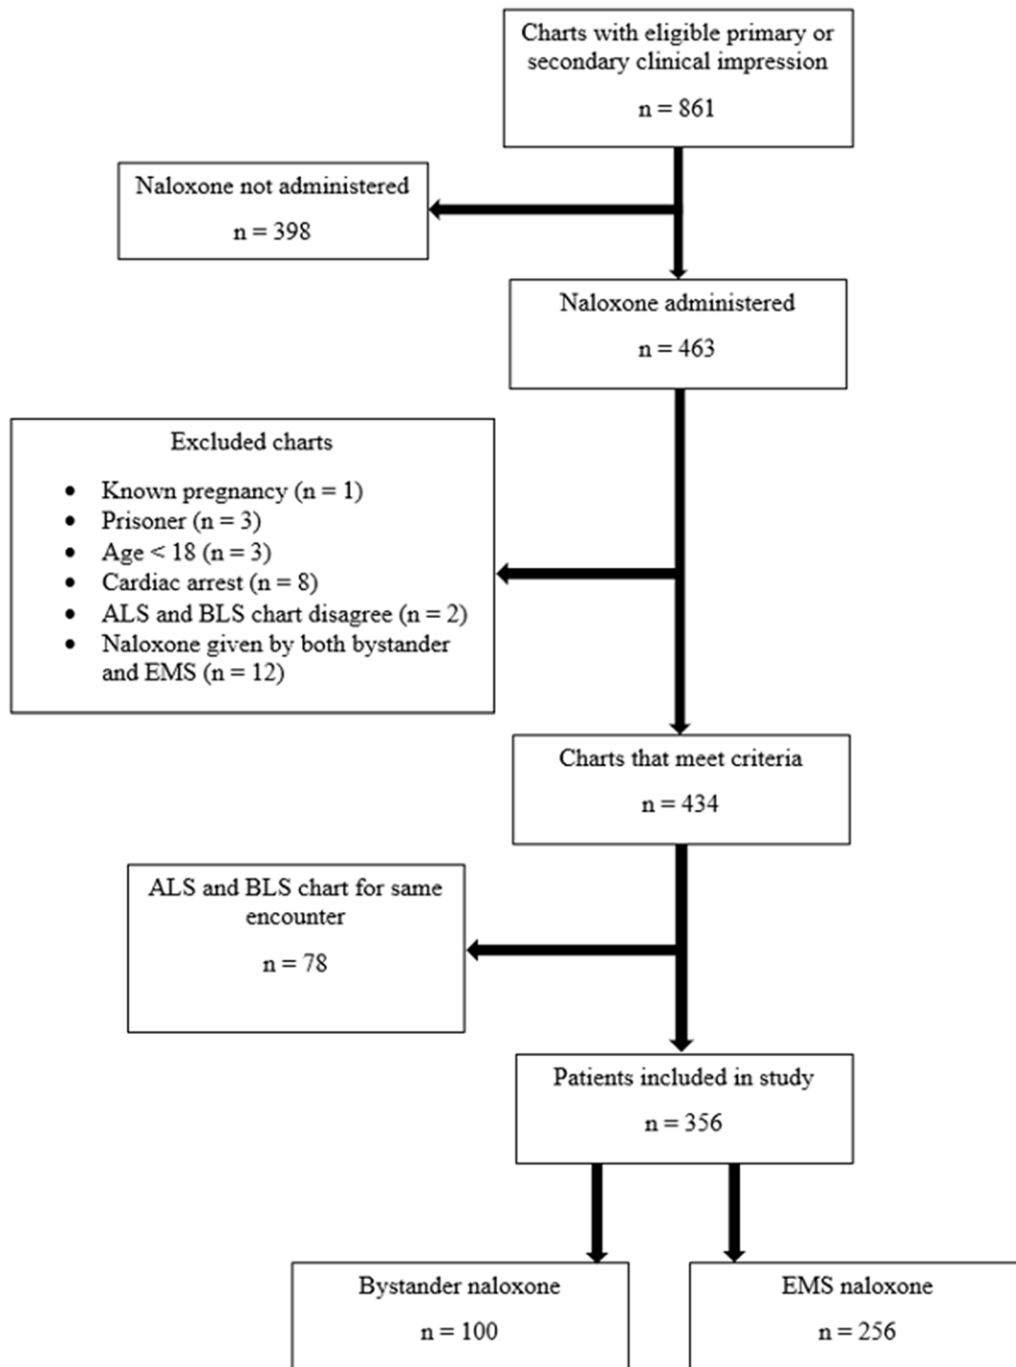 Charts with eligible primary or
secondary clinical impression
n = 861
Naloxone not administered
n = 398
Naloxone administered
n = 463
Excluded charts
• Known pregnancy (n = 1)
• Prisoner (n = 3)
• Age < 18 (n = 3)
• Cardiac arrest (n = 8)
• ALS and BLS chart disagree (n = 2)
• Naloxone given by both bystander
and EMS (n = 12)
Charts that meet criteria
n = 434
ALS and BLS chart for same
encounter
n = 78
Patients included in study
n = 356
Bystander naloxone
n = 100
EMS naloxone
n = 256